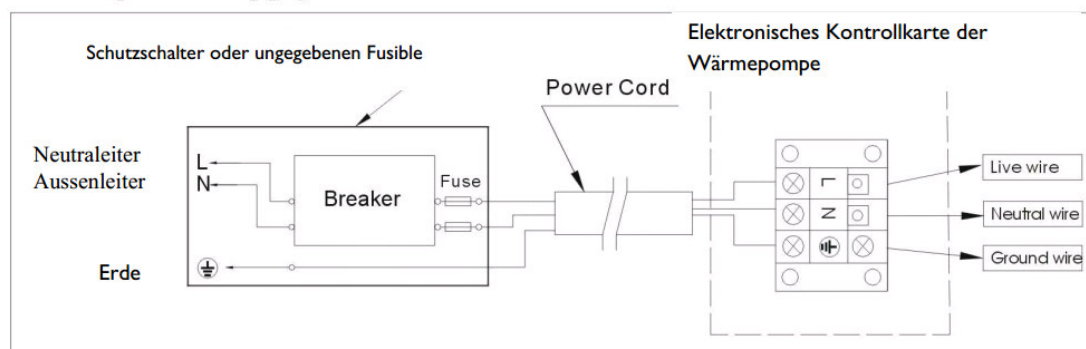 Schutzschalter oder ungegebenen Fusible
Elektronisches Kontrollkarte der
Wärmepompe
Power Cord
Neutraleiter
Aussenleiter
L
N
Breaker
Fuse
Erde
L
N
Live wire
Neutral wire
Ground wire